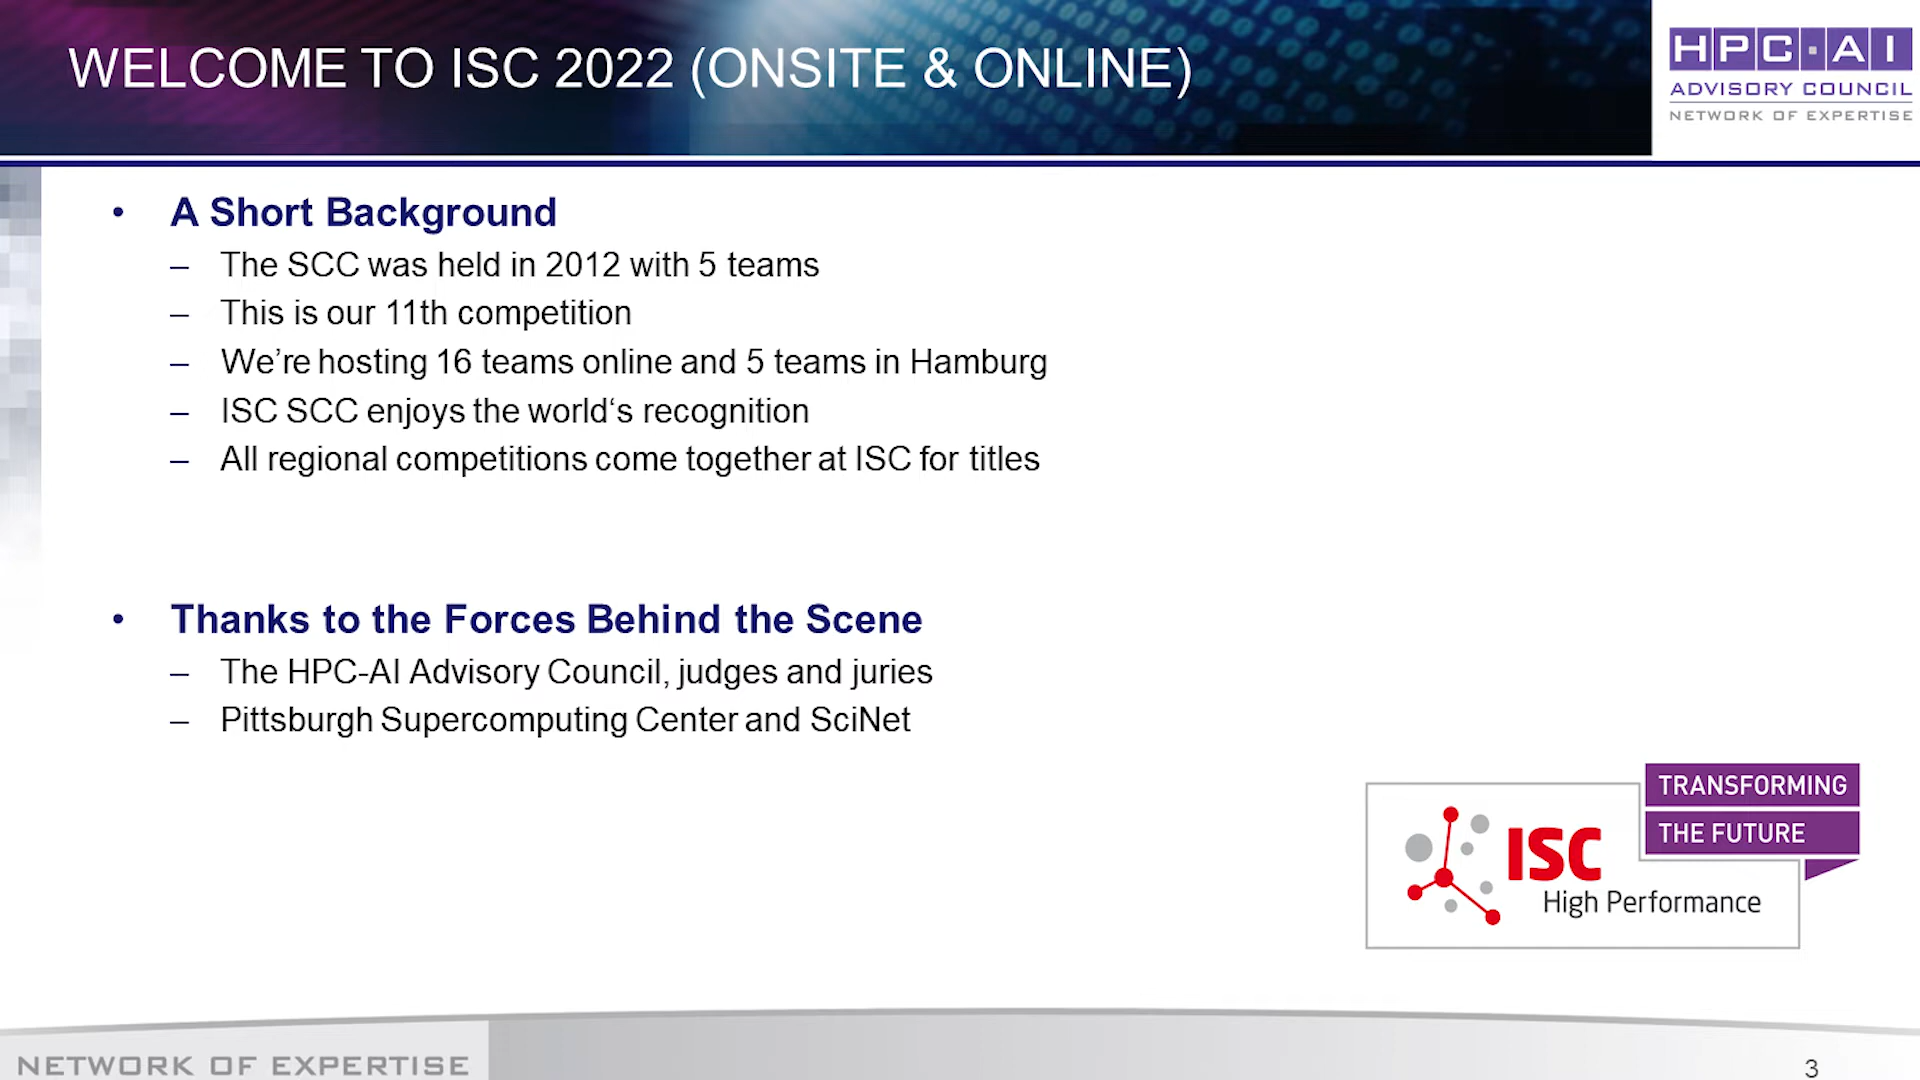 WELCOME TO ISC 2022 (ONSITE & ONLINE)
HPC·AI
ADVISORY COUNCIL
NETWORK OF EXPERTISE
• A Short Background
– The SCC was held in 2012 with 5 teams
– This is our 11th competition
– We’re hosting 16 teams online and 5 teams in Hamburg
– ISC SCC enjoys the world‘s recognition
– All regional competitions come together at ISC for titles
• Thanks to the Forces Behind the Scene
– The HPC-AI Advisory Council, judges and juries
– Pittsburgh Supercomputing Center and SciNet
TRANSFORMING
THE FUTURE
ISC
High Performance
NETWORK OF EXPERTISE
3